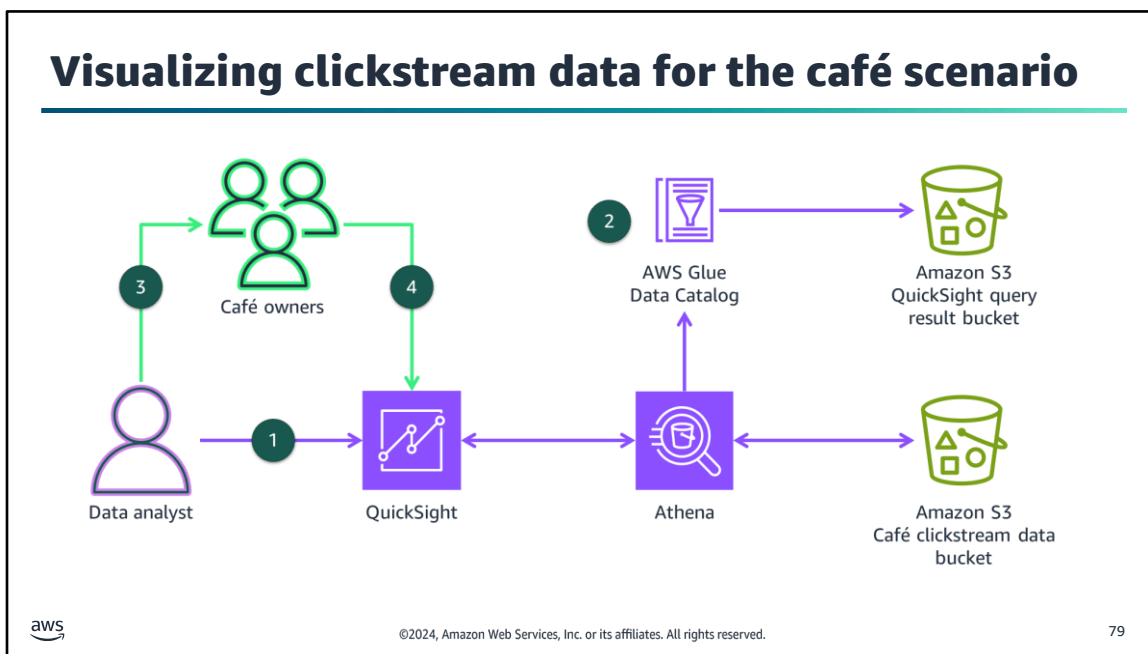 Visualizing clickstream data for the café scenario
3
Café owners
4
2
AWS Glue
Data Catalog
Amazon S3
QuickSight query
result bucket
Data analyst
1
QuickSight
Athena
Amazon S3
Café clickstream data
bucket
aws
©2024, Amazon Web Services, Inc. or its affiliates. All rights reserved.
79